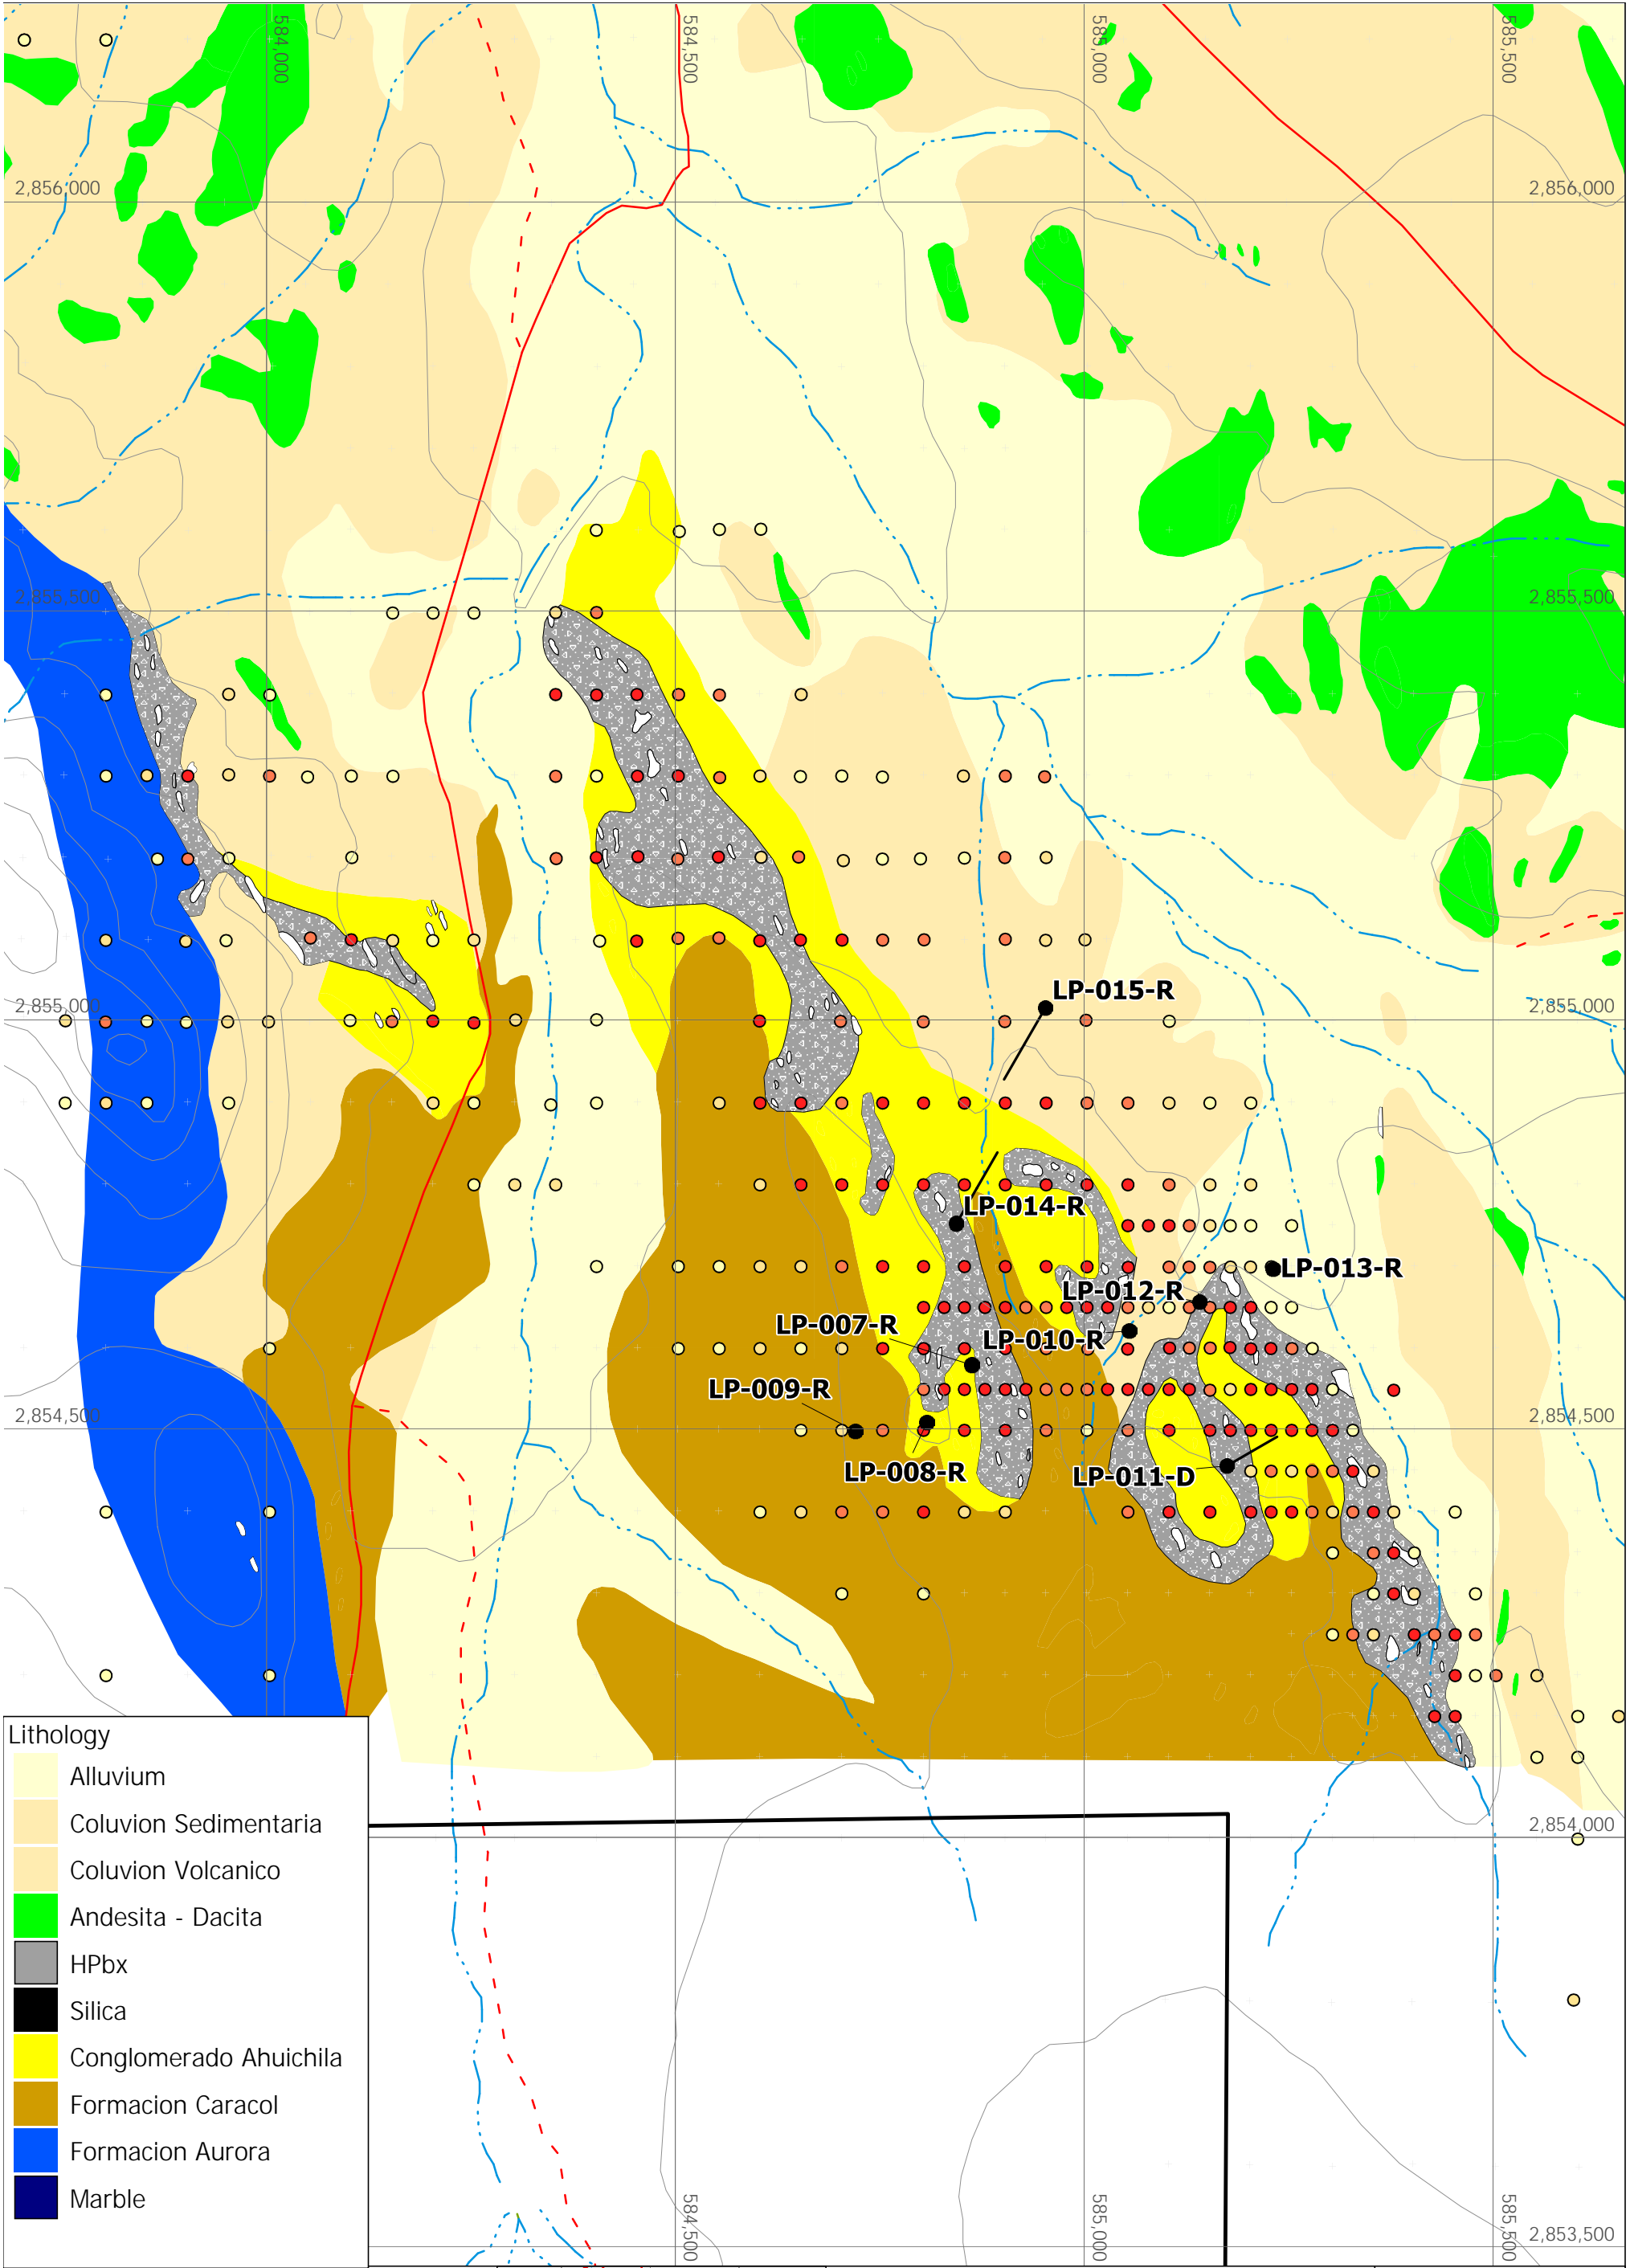 584,000
584,500
585,000
585,500
2,856,000
2,856,000
2,855,500
2,855,500
LP-015-R
2,855,000
2,855,000
LP-014-R
LP-013-R
LP-012-R
LP-007-R
LP-010-R
LP-009-R
2,854,500
2,854,500
LP-008-R
LP-011-D
Lithology
Alluvium
Coluvion Sedimentaria
Coluvion Volcanico
Andesita - Dacita
HPbx
Silica
Conglomerado Ahuichila
Formacion Caracol
Formacion Aurora
Marble
2,854,000
584,500
585,000
585,500
2,853,500